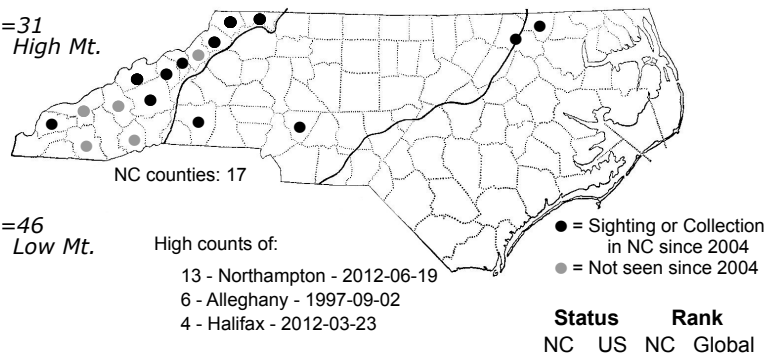 =31
High Mt.
NC counties: 17
=46
Low Mt.
High counts of:
13 - Northampton - 2012-06-19
6 - Alleghany - 1997-09-02
4 - Halifax - 2012-03-23
= Sighting or Collection
in NC since 2004
= Not seen since 2004
Status Rank
NC US NC Global